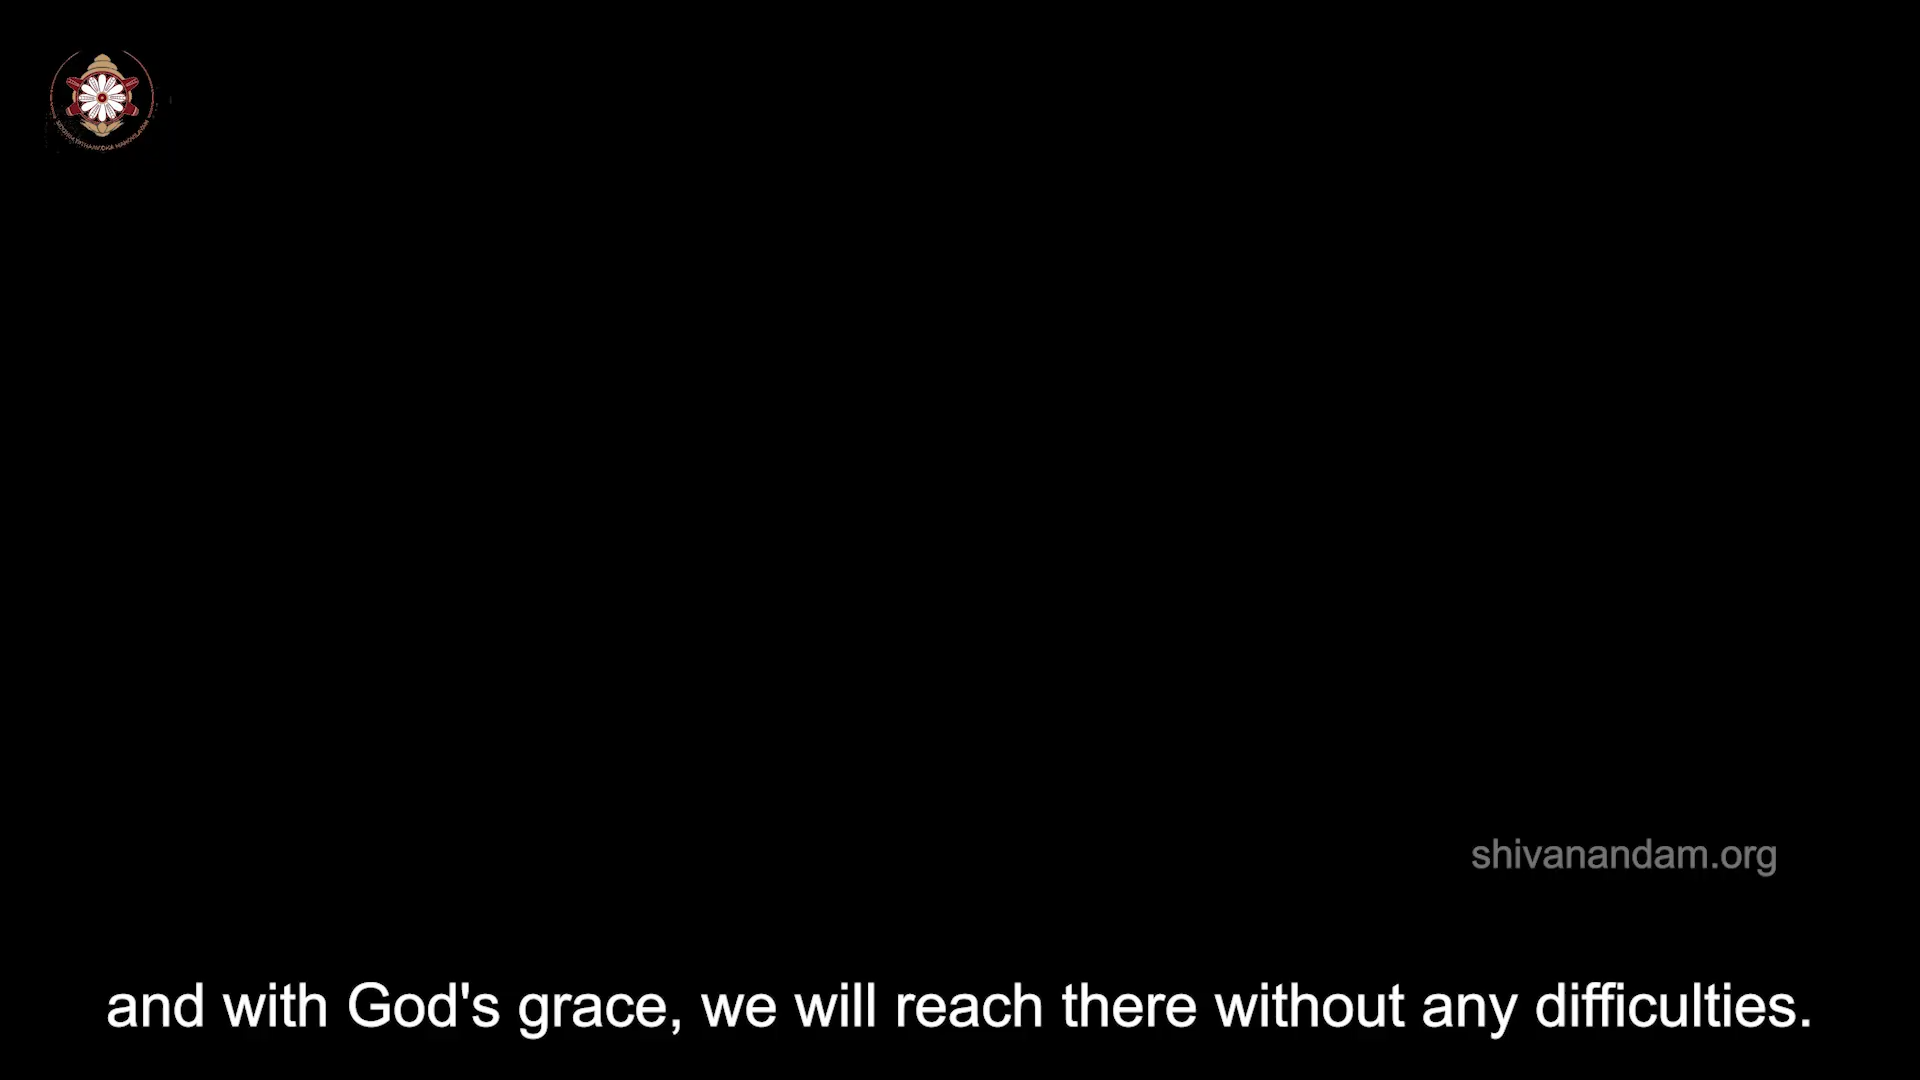 shivanandam.org
and with God's grace, we will reach there without any difficulties.